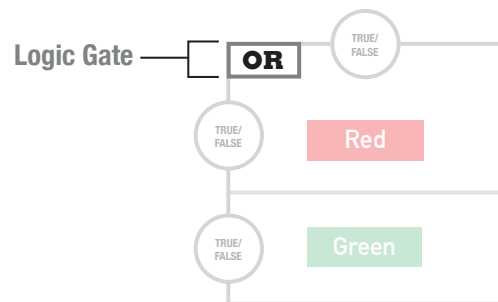 TRUE/
FALSE
Logic Gate
OR
TRUE/
FALSE
Red
TRUE/
FALSE
Green